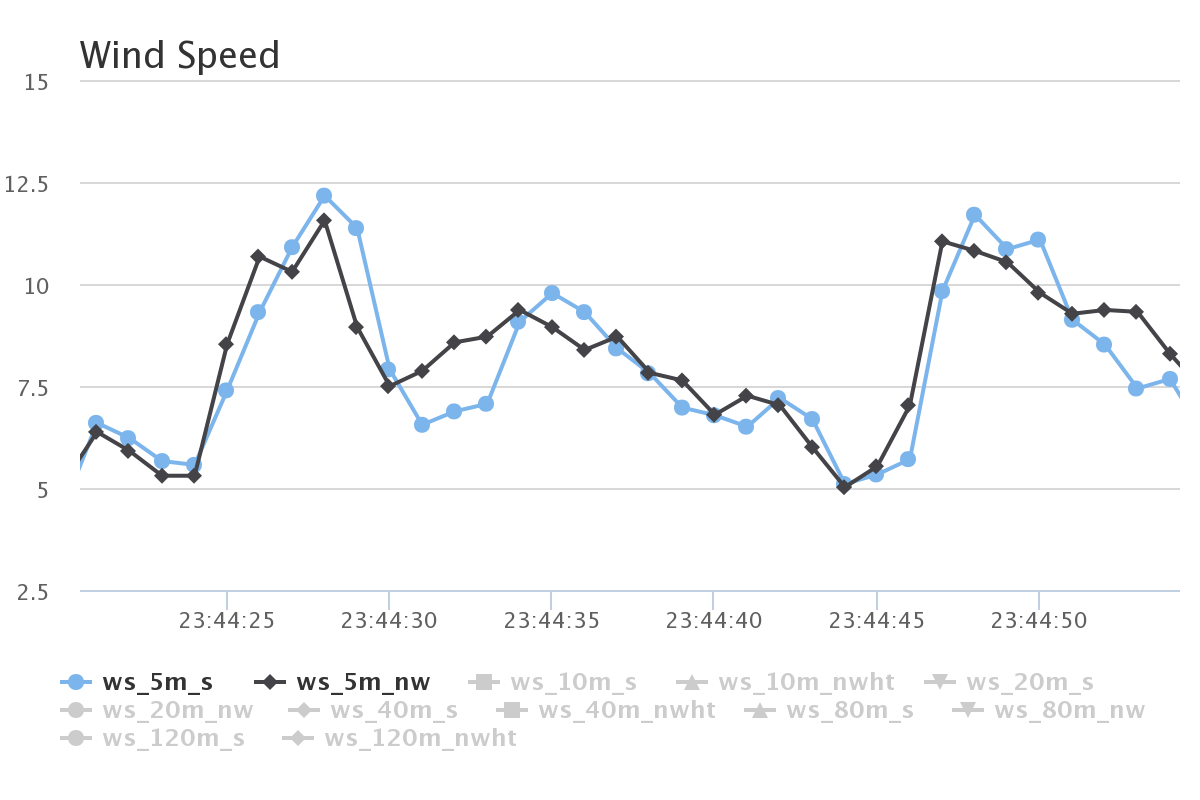 Wind Speed
15
12.5
10
7.5
5
2.5
23:44:25 23:44:30 23:44:35 23:44:40 23:44:45 23:44:50
ws_5m_s ws_5m_nw ws_10m_s ws_10m_nwht ws_20m_s
ws_20m_nw ws_40m_s ws_40m_nwht ws_80m_s ws_80m_nw
ws_120m_s ws_120m_nwht